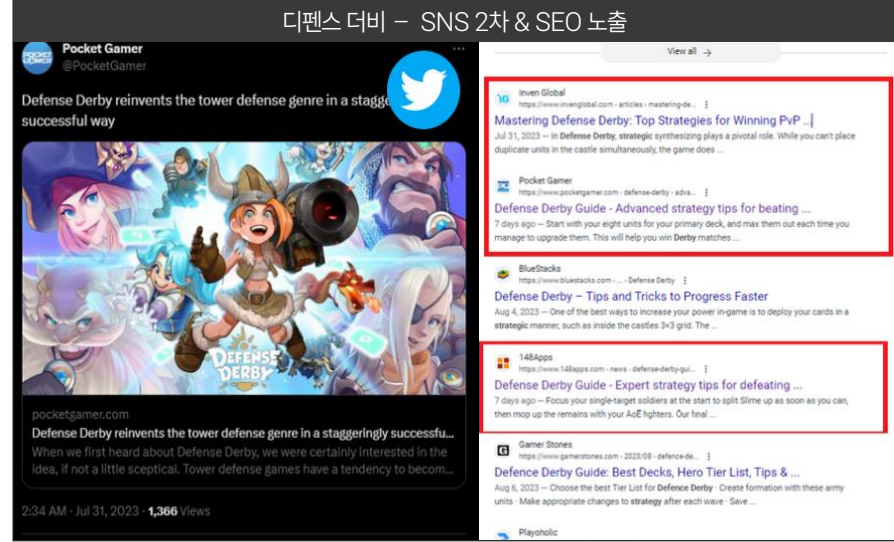 디펜스 더비 – SNS 2차 & SEO 노출
Pocket Gamer
@PocketGamer
Defense Derby reinvents the tower defense genre in a stagge
successful way
DEFENSE
DERBY
pocketgamer.com
Defense Derby reinvents the tower defense genre in a staggeringly successfu...
When we first heard about Defense Derby, we were certainly interested in the
idea, if not a little sceptical. Tower defense games have a tendency to becom...
2:34 AM · Jul 31, 2023 · 1,366 Views
View all →
Inven Global
https://www.invenglobal.com › articles › mastering-de...
Mastering Defense Derby: Top Strategies for Winning PvP ...
Jul 31, 2023 — In Defense Derby, strategic synthesizing plays a pivotal role. While you can't place
duplicate units in the castle simultaneously, the game does ...
Pocket Gamer
https://www.pocketgamer.com › defense-derby › adva...
Defense Derby Guide - Advanced strategy tips for beating ...
7 days ago — Start with your eight units for your primary deck, and max them out each time you
manage to upgrade them. This will help you win Derby matches ...
BlueStacks
https://www.bluestacks.com › ... › Defense Derby
Defense Derby – Tips and Tricks to Progress Faster
Aug 4, 2023 — One of the best ways to increase your power in-game is to deploy your cards in a
strategic manner, such as inside the castles 3×3 grid. The ...
148Apps
https://www.148apps.com › news › defense-derby-gui...
Defense Derby Guide - Expert strategy tips for defeating ...
7 days ago — Focus your single-target soldiers at the start to split Slime up as soon as you can,
then mop up the remains with your AoE fighters. Our final ...
Gamer Stones
https://www.gamerstones.com › 2023/08 › defence-de...
Defence Derby Guide: Best Decks, Hero Tier List, Tips & ...
Aug 6, 2023 — Choose the best Tier List for Defence Derby · Create formation with these army
units · Make appropriate changes to strategy after each wave · Save ...
Playoholic